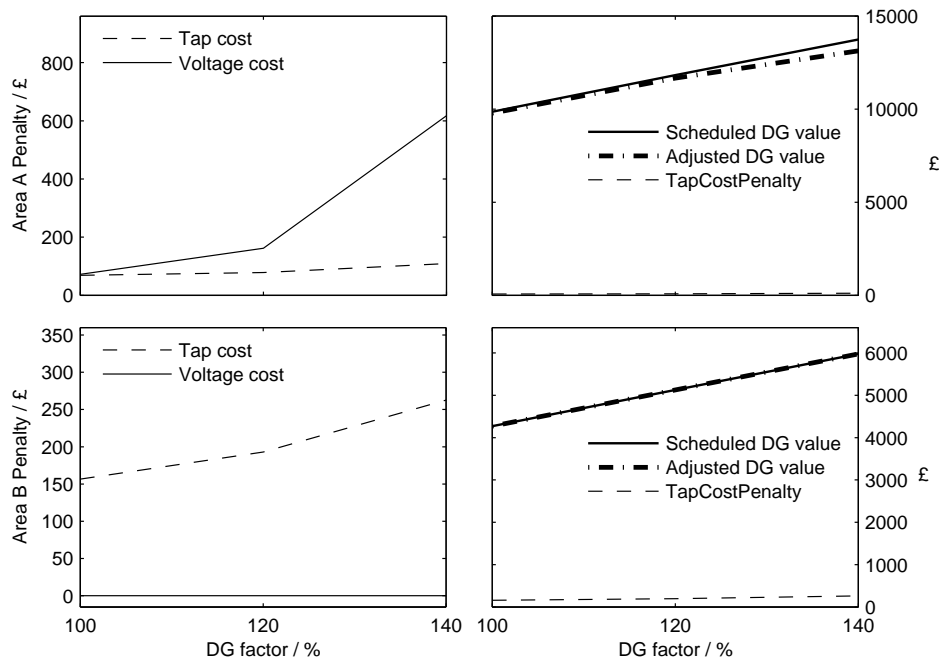 Area A Penalty / £
800
600
400
200
0
Tap cost
Voltage cost
15000
10000
5000
0
£
Scheduled DG value
Adjusted DG value
TapCostPenalty
Area B Penalty / £
350
300
250
200
150
100
50
0
100
120
140
DG factor / %
Tap cost
Voltage cost
6000
5000
4000
3000
2000
1000
0
£
100
120
140
DG factor / %
Scheduled DG value
Adjusted DG value
TapCostPenalty